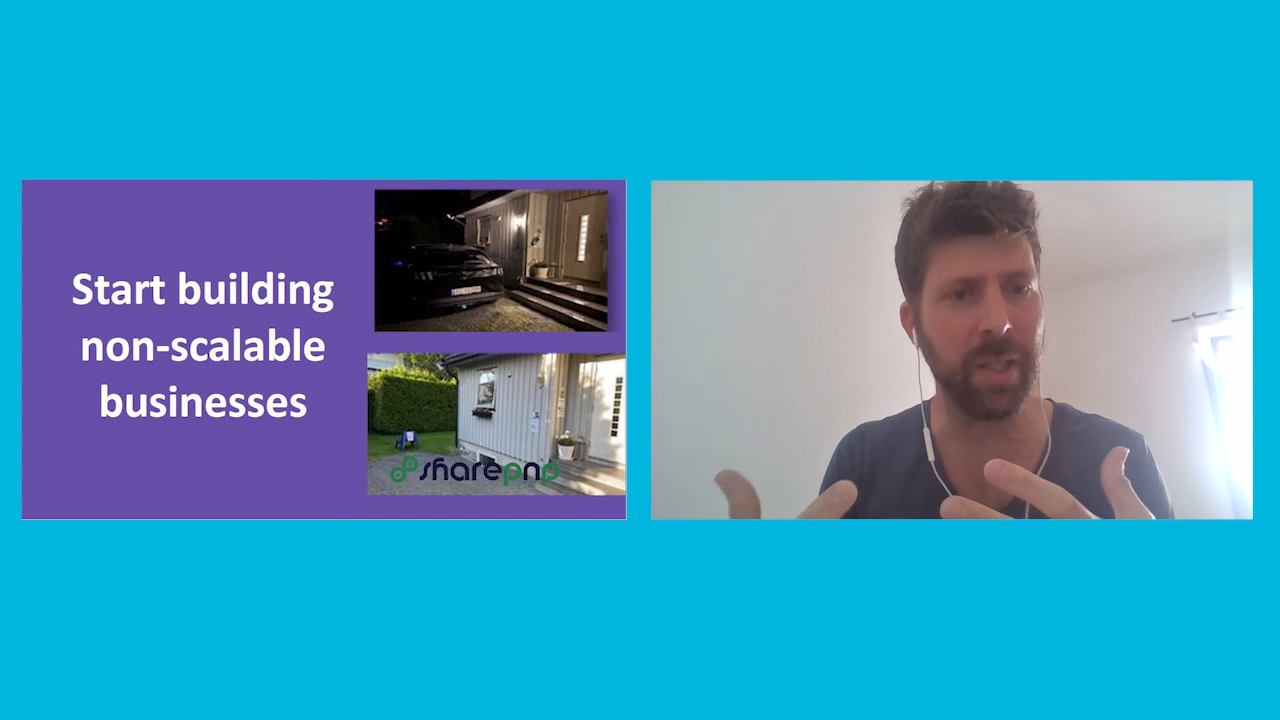 Start building
non-scalable
businesses
sharepnp